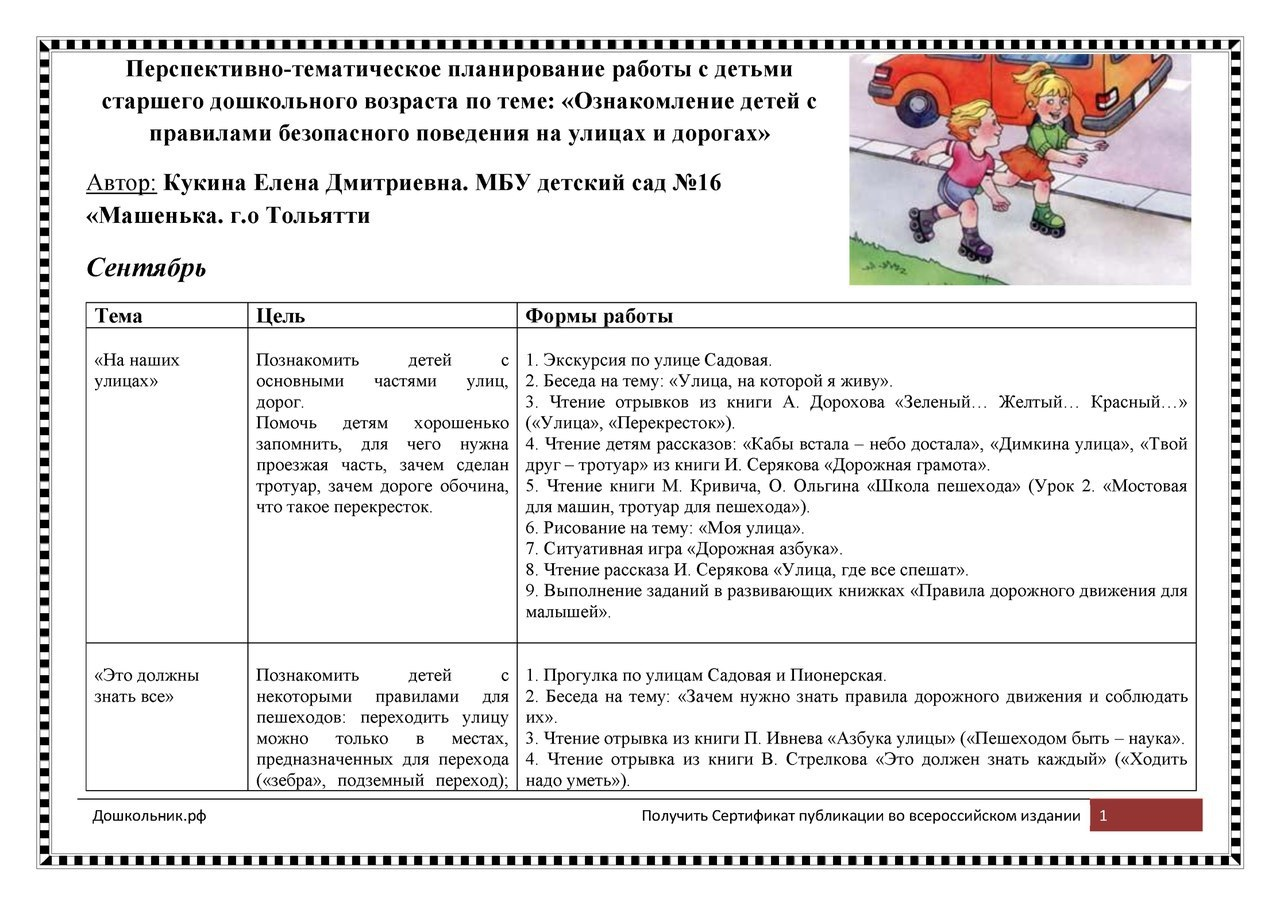 Перспективно-тематическое планирование работы с детьми
старшего дошкольного возраста по теме: «Ознакомление детей с
правилами безопасного поведения на улицах и дорогах»
Автор: Кукина Елена Дмитриевна. МБУ детский сад №16
«Машенька. г.о Тольятти
Сентябрь
Тема
Цель
Формы работы
«На наших
улицах»
Познакомить детей с
основными частями улиц,
дорог.
Помочь детям хорошенько
запомнить, для чего нужна
проезжая часть, зачем сделан
тротуар, зачем дороге обочина,
что такое перекресток.
1. Экскурсия по улице Садовая.
2. Беседа на тему: «Улица, на которой я живу».
3. Чтение отрывков из книги А. Дорохова «Зеленый… Желтый… Красный…»
(«Улица», «Перекресток»).
4. Чтение детям рассказов: «Кабы встала – небо достала», «Димкина улица», «Твой
друг – тротуар» из книги И. Серякова «Дорожная грамота».
5. Чтение книги М. Кривича, О. Ольгина «Школа пешехода» (Урок 2. «Мостовая
для машин, тротуар для пешехода»).
6. Рисование на тему: «Моя улица».
7. Ситуативная игра «Дорожная азбука».
8. Чтение рассказа И. Серякова «Улица, где все спешат».
9. Выполнение заданий в развивающих книжках «Правила дорожного движения для
малышей».
«Это должны
знать все»
Познакомить детей с
некоторыми правилами для
пешеходов: переходить улицу
можно только в местах,
предназначенных для перехода
(«зебра», подземный переход);
1. Прогулка по улицам Садовая и Пионерская.
2. Беседа на тему: «Зачем нужно знать правила дорожного движения и соблюдать
их».
3. Чтение отрывка из книги П. Ивнева «Азбука улицы» («Пешеходом быть – наука».
4. Чтение отрывка из книги В. Стрелкова «Это должен знать каждый» («Ходить
надо уметь»).
Дошкольник.рф
Получить Сертификат публикации во всероссийском издании 1